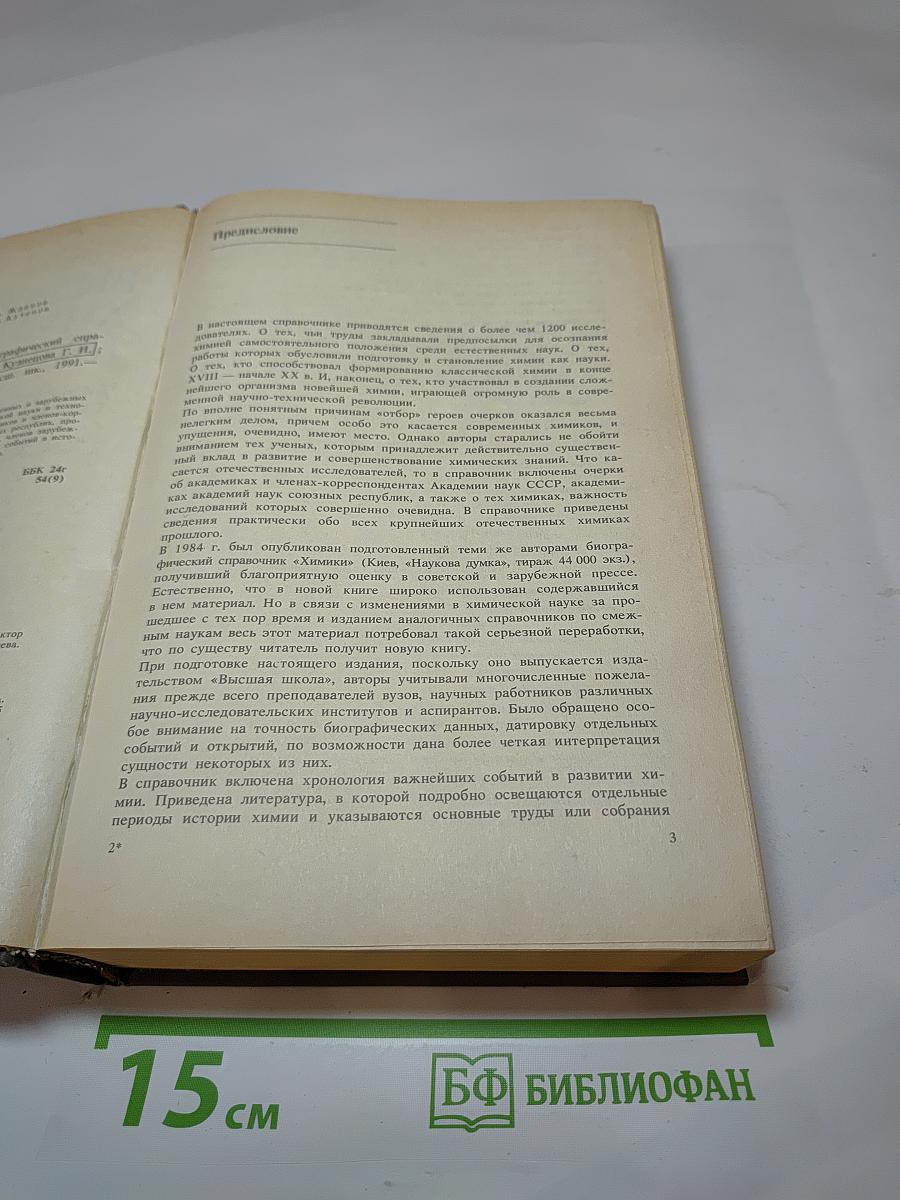 Жданов
графический спра-
Кузнецова Г. И.;
шк., 1991.—
ББК 24г
54(9)
Предисловие
В настоящем справочнике приводятся сведения о более чем 1200 иссле-
дователях. О тех, чьи труды закладывали предпосылки для осознания
химией самостоятельного положения среди естественных наук. О тех,
работы которых обусловили подготовку и становление химии как науки.
О тех, кто способствовал формированию классической химии в конце
XVIII — начале XX в. И, наконец, о тех, кто участвовал в создании слож-
нейшего организма новейшей химии, играющей огромную роль в совре-
менной научно-технической революции.
По вполне понятным причинам «отбор» героев очерков оказался весьма
нелегким делом, причем особо это касается современных химиков, и
упущения, очевидно, имеют место. Однако авторы старались не обойти
вниманием тех ученых, которым принадлежит действительно существен-
ный вклад в развитие и совершенствование химических знаний. Что ка-
сается отечественных исследователей, то в справочник включены очерки
об академиках и членах-корреспондентах Академии наук СССР, академи-
ках академий наук союзных республик, а также о тех химиках, важность
исследований которых совершенно очевидна. В справочнике приведены
сведения практически обо всех крупнейших отечественных химиках
прошлого.
В 1984 г. был опубликован подготовленный теми же авторами биогра-
фический справочник «Химики» (Киев, «Наукова думка», тираж 44 000 экз.),
получивший благоприятную оценку в советской и зарубежной прессе.
Естественно, что в новой книге широко использован содержавшийся
в нем материал. Но в связи с изменениями в химической науке за про-
шедшее с тех пор время и изданием аналогичных справочников по смеж-
ным наукам весь этот материал потребовал такой серьезной переработки,
что по существу читатель получит новую книгу.
При подготовке настоящего издания, поскольку оно выпускается изда-
тельством «Высшая школа», авторы учитывали многочисленные пожела-
ния прежде всего преподавателей вузов, научных работников различных
научно-исследовательских институтов и аспирантов. Было обращено осо-
бое внимание на точность биографических данных, датировку отдельных
событий и открытий, по возможности дана более четкая интерпретация
сущности некоторых из них.
В справочник включена хронология важнейших событий в развитии хи-
мии. Приведена литература, в которой подробно освещаются отдельные
периоды истории химии и указываются основные труды или собрания
2*
3
15 см
БФ БИБЛИОФАН